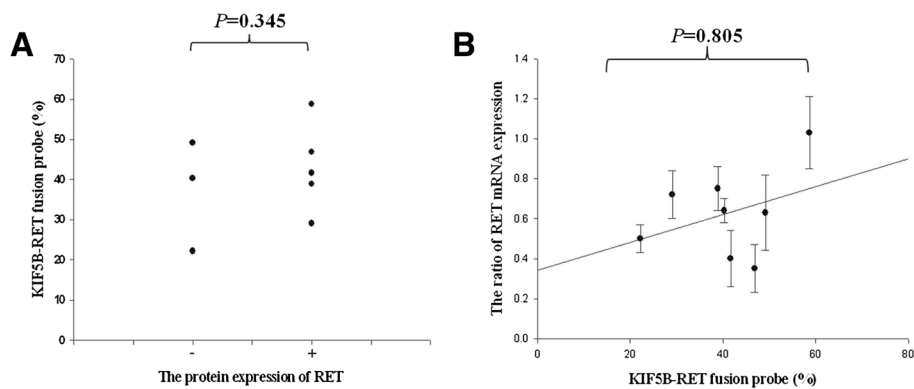 A
P=0.345
KIF5B-RET fusion probe (%)
70
60
50
40
30
20
10
0
- +
The protein expression of RET
B
P=0.805
The ratio of RET mRNA expression
1.4
1.2
1.0
0.8
0.6
0.4
0.2
0.0
0 20 40 60 80
KIF5B-RET fusion probe (%)